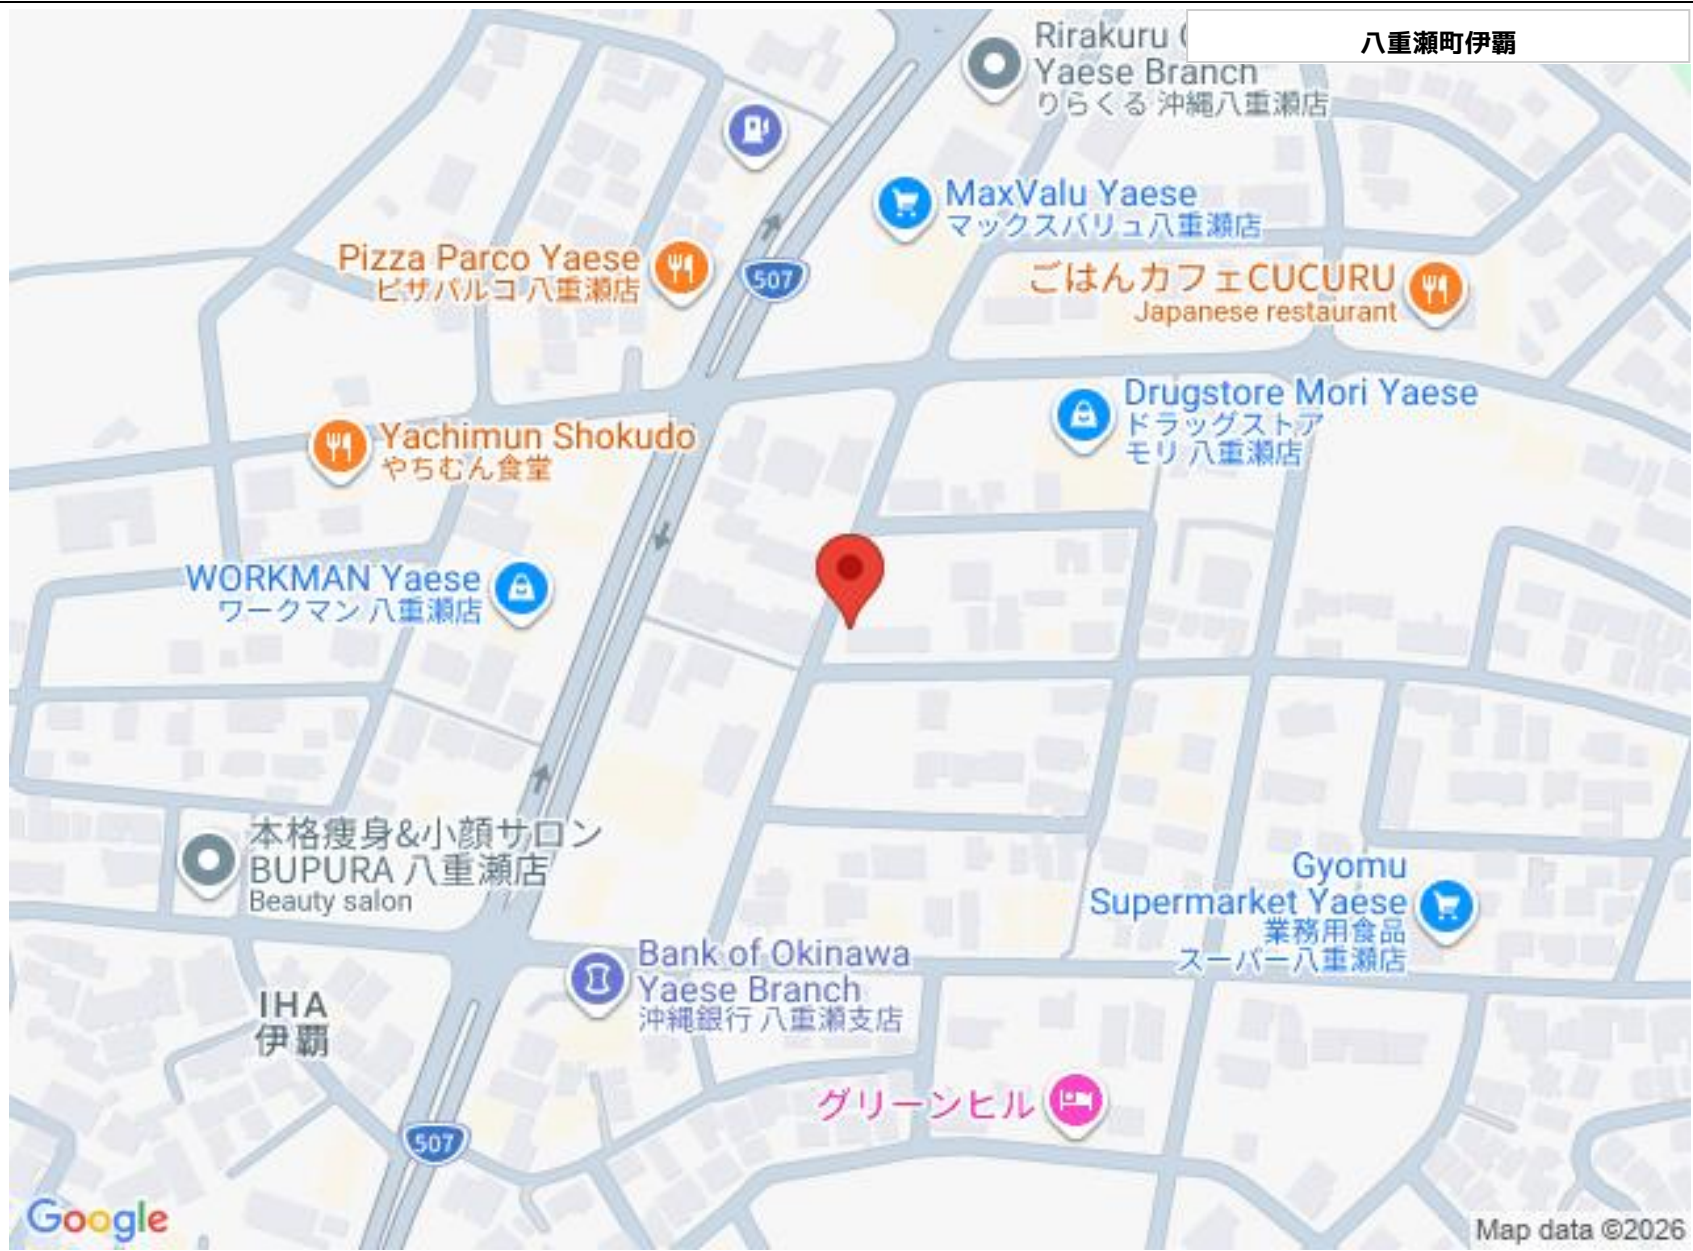 八重瀬町伊覇
Rirakuru
Yaese Branch
りらくる 沖縄八重瀬店
MaxValu Yaese
マックスバリュ八重瀬店
Pizza Parco Yaese
ピザパルコ 八重瀬店
507
ごはんカフェCUCURU
Japanese restaurant
Drugstore Mori Yaese
ドラッグストア
モリ 八重瀬店
Yachimun Shokudo
やちむん食堂
WORKMAN Yaese
ワークマン 八重瀬店
本格痩身&小顔サロン
BUPURA 八重瀬店
Beauty salon
Gyomu
Supermarket Yaese
業務用食品
スーパー八重瀬店
Bank of Okinawa
Yaese Branch
沖縄銀行 八重瀬支店
IHA
伊覇
グリーンヒル
507
Google
Map data ©2026